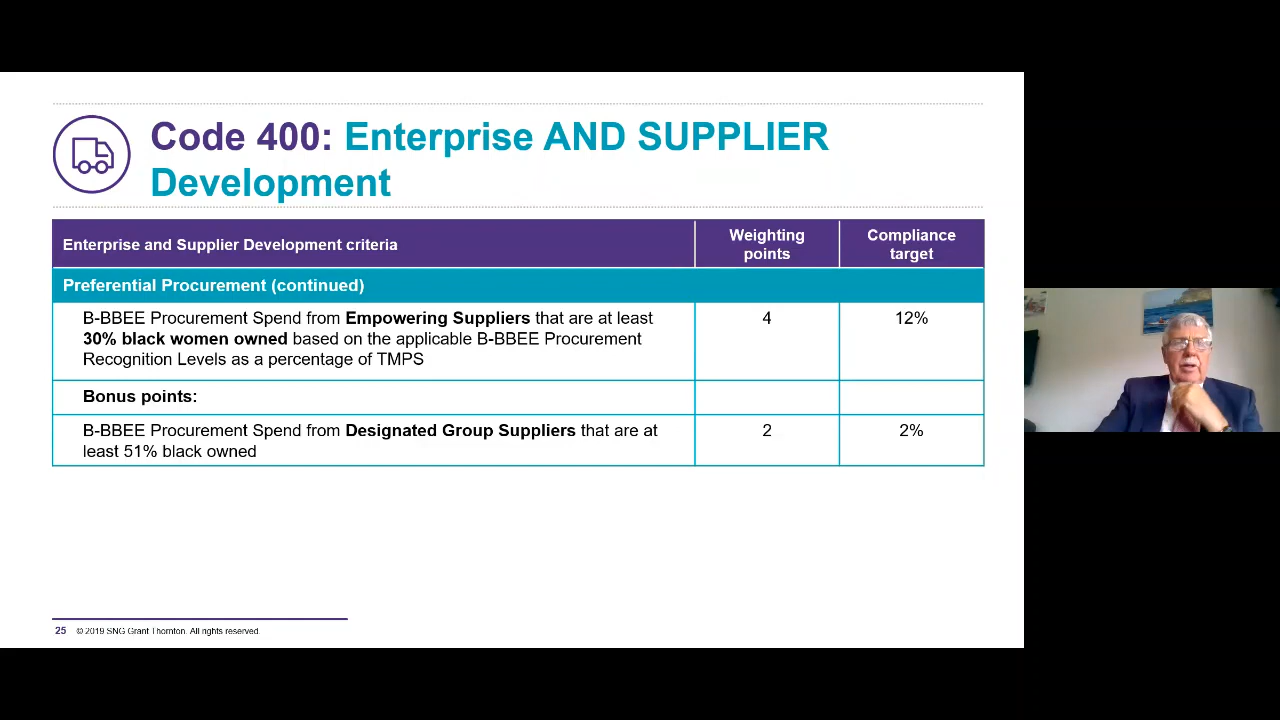 Code 400: Enterprise AND SUPPLIER
Development
Enterprise and Supplier Development criteria
Weighting
points
Compliance
target
Preferential Procurement (continued)
B-BBEE Procurement Spend from Empowering Suppliers that are at least
30% black women owned based on the applicable B-BBEE Procurement
Recognition Levels as a percentage of TMPS
4
12%
Bonus points:
B-BBEE Procurement Spend from Designated Group Suppliers that are at
least 51% black owned
2
2%
25 © 2019 SNG Grant Thornton. All rights reserved.